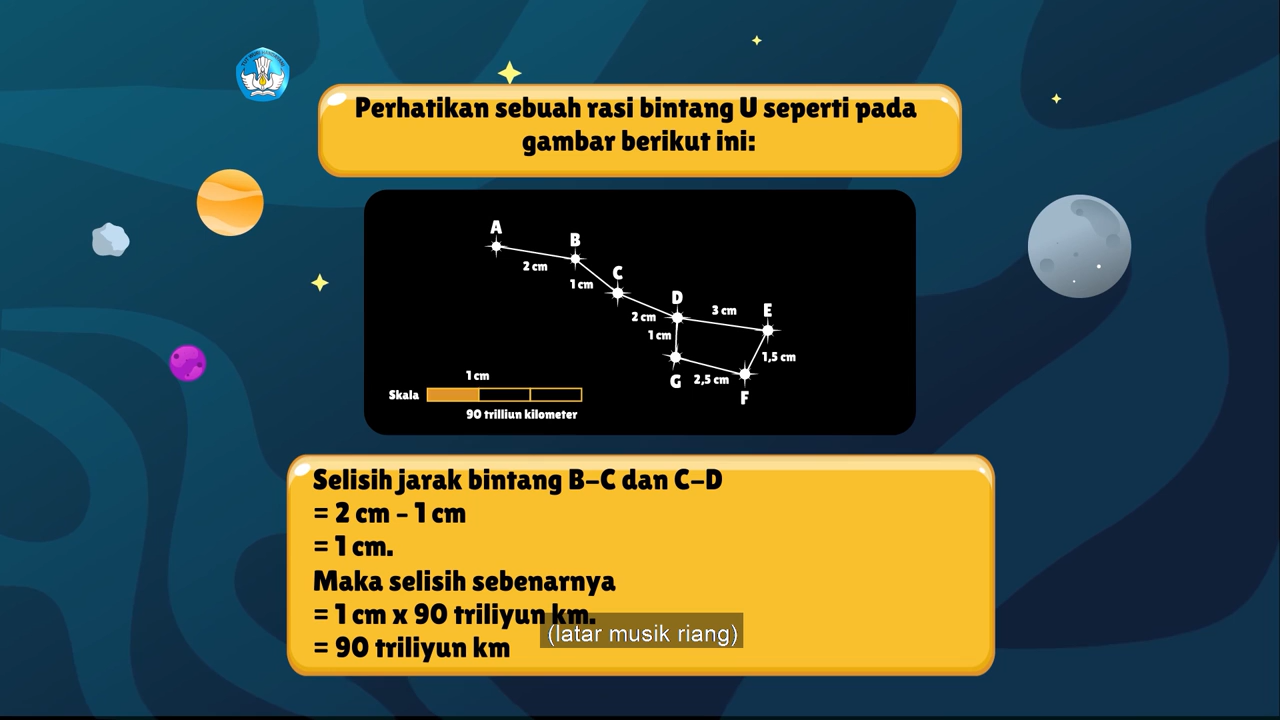 Perhatikan sebuah rasi bintang U seperti pada
gambar berikut ini:
A
B
2 cm
1 cm
C
D
2 cm
3 cm
E
1 cm
1,5 cm
G
2,5 cm
F
1 cm
Skala
90 trilliun kilometer
Selisih jarak bintang B-C dan C-D
= 2 cm - 1 cm
= 1 cm.
Maka selisih sebenarnya
= 1 cm x 90 triliyun km.
(latar musik riang)
= 90 triliyun km